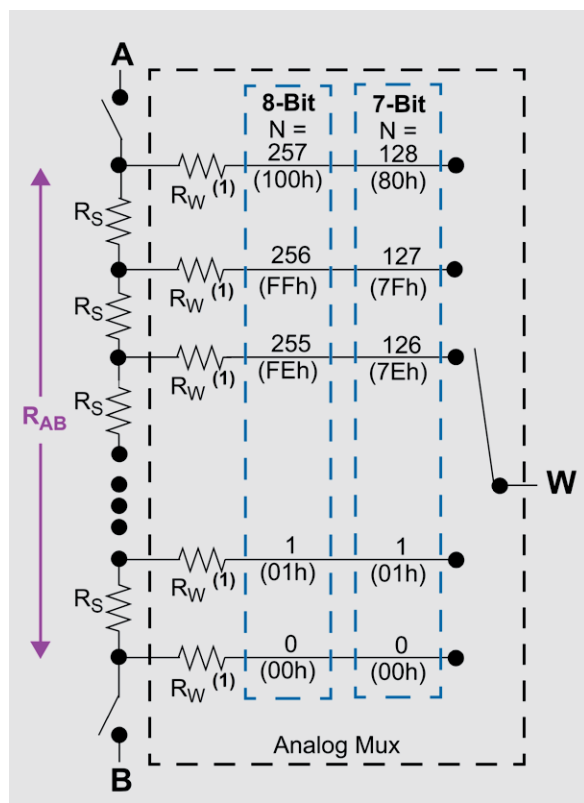 A
8-Bit 7-Bit
N = N =
257 128
RW (1) (100h) (80h)
RS
256 127
RW (1) (FFh) (7Fh)
RS
255 126
RW (1) (FEh) (7Eh)
RS
RAB
W
1 1
RW (1) (01h) (01h)
RS
0 0
RW (1) (00h) (00h)
Analog Mux
B